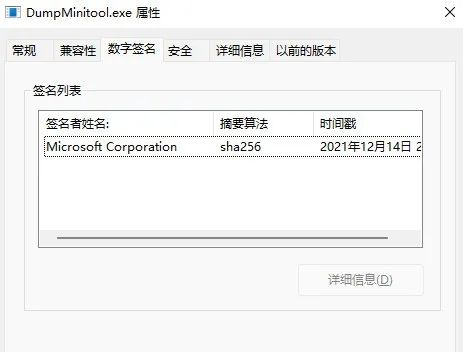 DumpMinitool.exe 属性
常规 兼容性 数字签名 安全 详细信息 以前的版本
签名列表
签名者姓名: 摘要算法 时间戳
Microsoft Corporation sha256 2021年12月14日 2
详细信息(D)